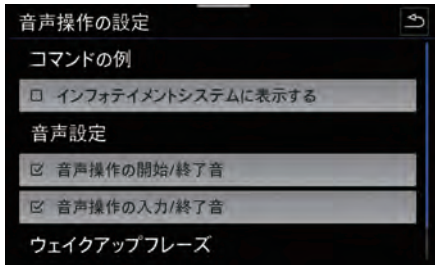 音声操作の設定
コマンドの例
インフォテイメントシステムに表示する
音声設定
音声操作の開始/終了音
音声操作の入力/終了音
ウェイクアップフレーズ